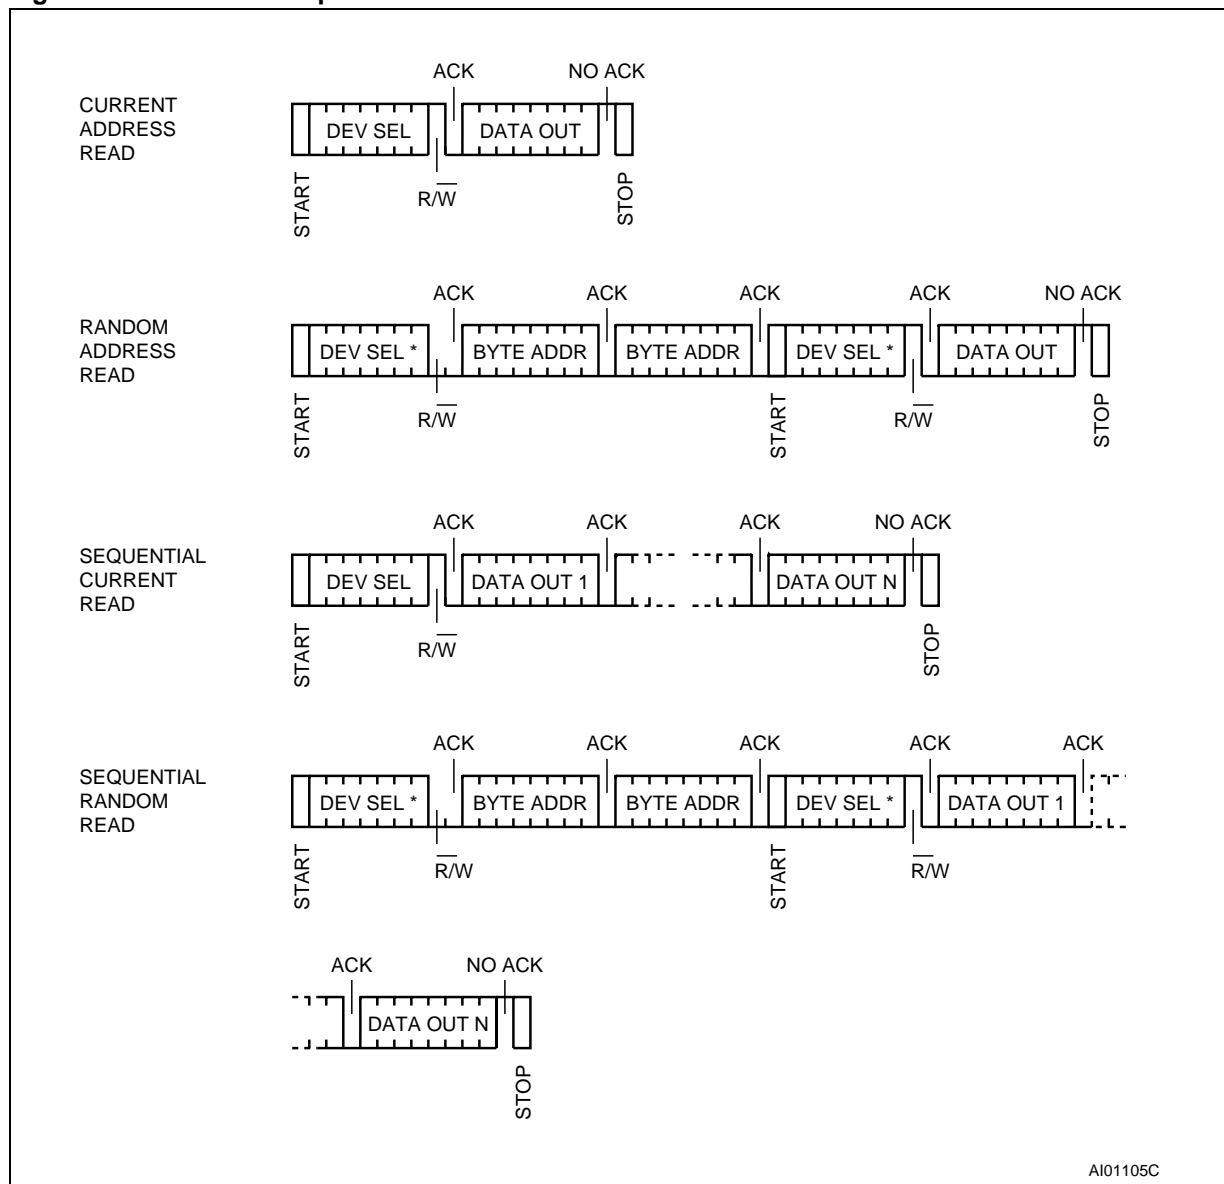 ACK NO ACK
CURRENT
ADDRESS
READ
DEV SEL DATA OUT
START R/W̅ STOP
ACK ACK ACK ACK NO ACK
RANDOM
ADDRESS
READ
DEV SEL * BYTE ADDR BYTE ADDR DEV SEL * DATA OUT
START R/W̅ START R/W̅ STOP
ACK ACK ACK NO ACK
SEQUENTIAL
CURRENT
READ
DEV SEL DATA OUT 1 DATA OUT N
START R/W̅ STOP
ACK ACK ACK ACK ACK
SEQUENTIAL
RANDOM
READ
DEV SEL * BYTE ADDR BYTE ADDR DEV SEL * DATA OUT 1
START R̅/W START R̅/W
ACK NO ACK
DATA OUT N
STOP
AI01105C